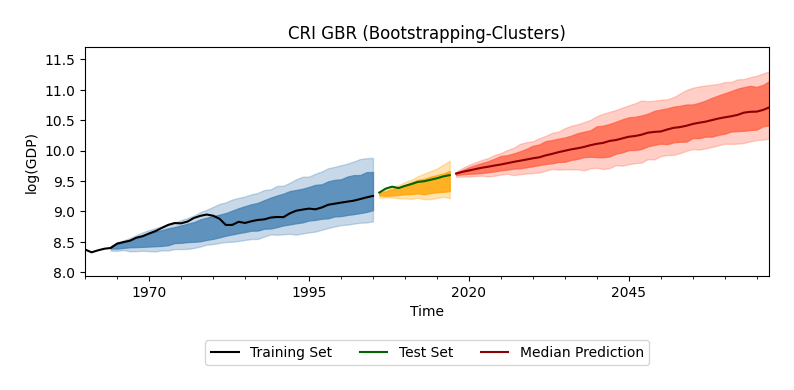 CRI GBR (Bootstrapping-Clusters)
11.5
11.0
10.5
10.0
9.5
9.0
8.5
8.0
log(GDP)
1970
1995
2020
2045
Time
Training Set
Test Set
Median Prediction